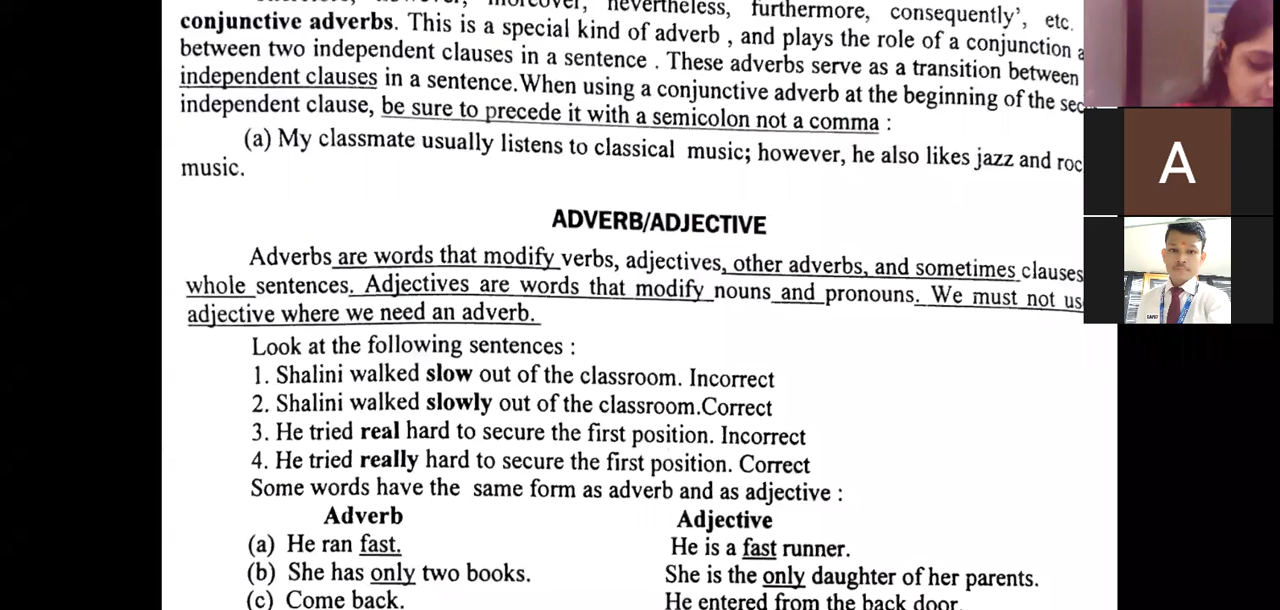 nevertheless, furthermore, consequently’, etc.
conjunctive adverbs. This is a special kind of adverb , and plays the role of a conjunction
between two independent clauses in a sentence . These adverbs serve as a transition between
independent clauses in a sentence.When using a conjunctive adverb at the beginning of the
independent clause, be sure to precede it with a semicolon not a comma :
(a) My classmate usually listens to classical music; however, he also likes jazz and
music.
ADVERB/ADJECTIVE
Adverbs are words that modify verbs, adjectives, other adverbs, and sometimes clauses
whole sentences. Adjectives are words that modify nouns and pronouns. We must not
adjective where we need an adverb.
Look at the following sentences :
1. Shalini walked slow out of the classroom. Incorrect
2. Shalini walked slowly out of the classroom.Correct
3. He tried real hard to secure the first position. Incorrect
4. He tried really hard to secure the first position. Correct
Some words have the same form as adverb and as adjective :
Adverb Adjective
(a) He ran fast. He is a fast runner.
(b) She has only two books. She is the only daughter of her parents.
(c) Come back. He entered from the back door.
A